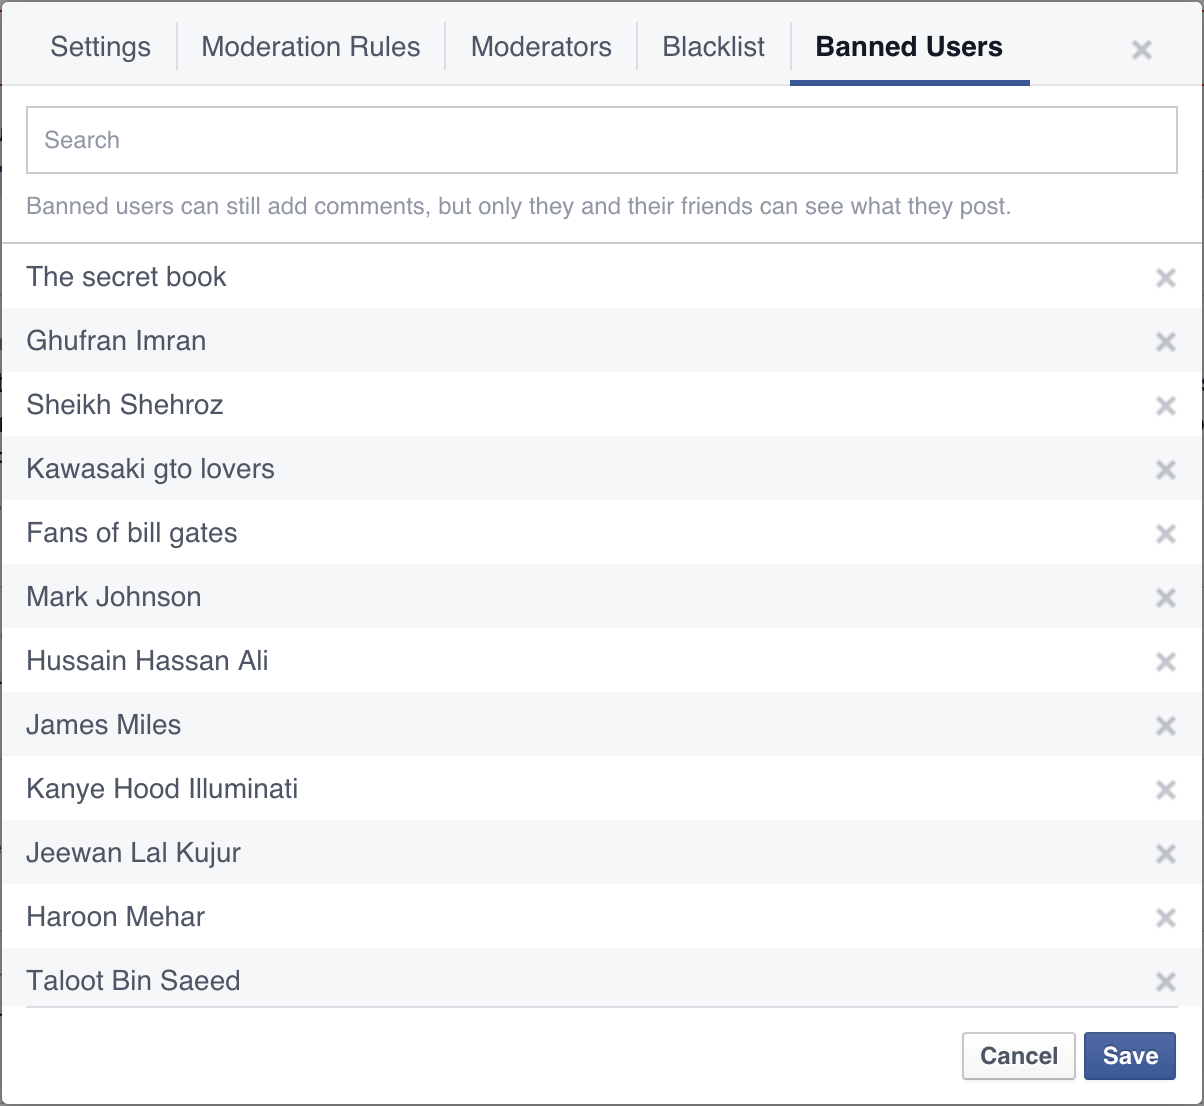 Settings Moderation Rules Moderators Blacklist Banned Users
Search
Banned users can still add comments, but only they and their friends can see what they post.
The secret book
Ghufran Imran
Sheikh Shehroz
Kawasaki gto lovers
Fans of bill gates
Mark Johnson
Hussain Hassan Ali
James Miles
Kanye Hood Illuminati
Jeewan Lal Kujur
Haroon Mehar
Taloot Bin Saeed
Cancel Save